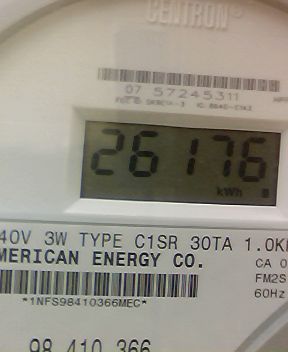 CENTRON®
07 57245311
26176
kWh
40V 3W TYPE C1SR 30TA 1.0K
MERICAN ENERGY CO.
CA 0
FM2S
60Hz
*1NFS98410366MEC*
98 410 366